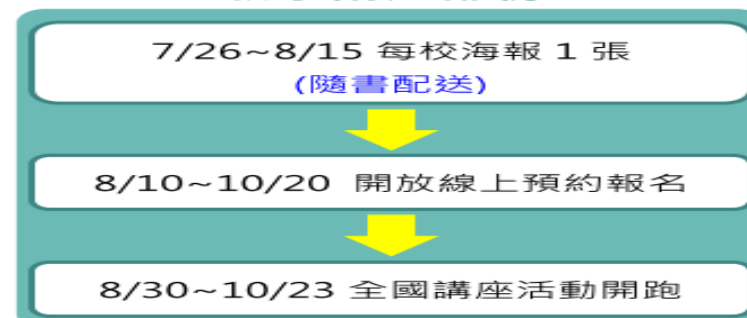 7/26~8/15 每校海報 1 張
(隨書配送)
8/10~10/20 開放線上預約報名
8/30~10/23 全國講座活動開跑